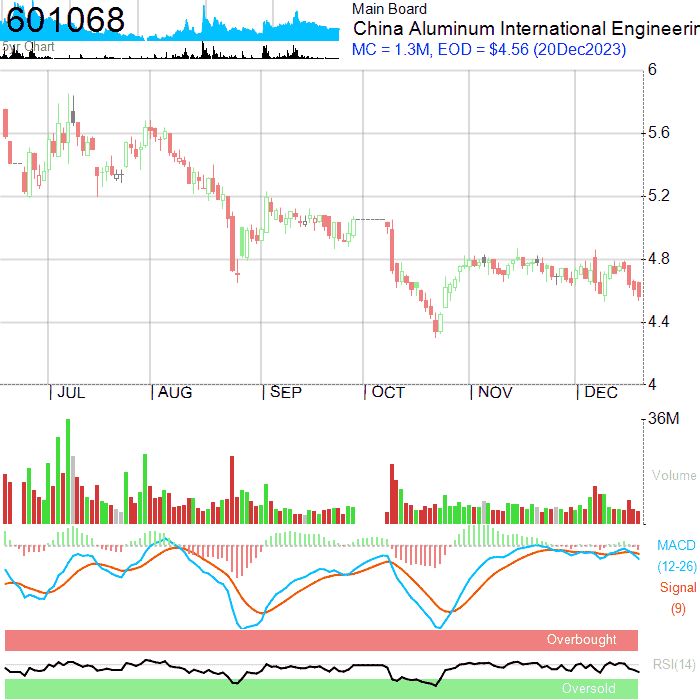 601068
5yr Chart
Main Board
China Aluminum International Engineerin
MC = 1.3M, EOD = $4.56 (20Dec2023)
6
5.6
5.2
4.8
4.4
4
JUL
AUG
SEP
OCT
NOV
DEC
36M
Volume
MACD
(12-26)
Signal
(9)
Overbought
RSI(14)
Oversold